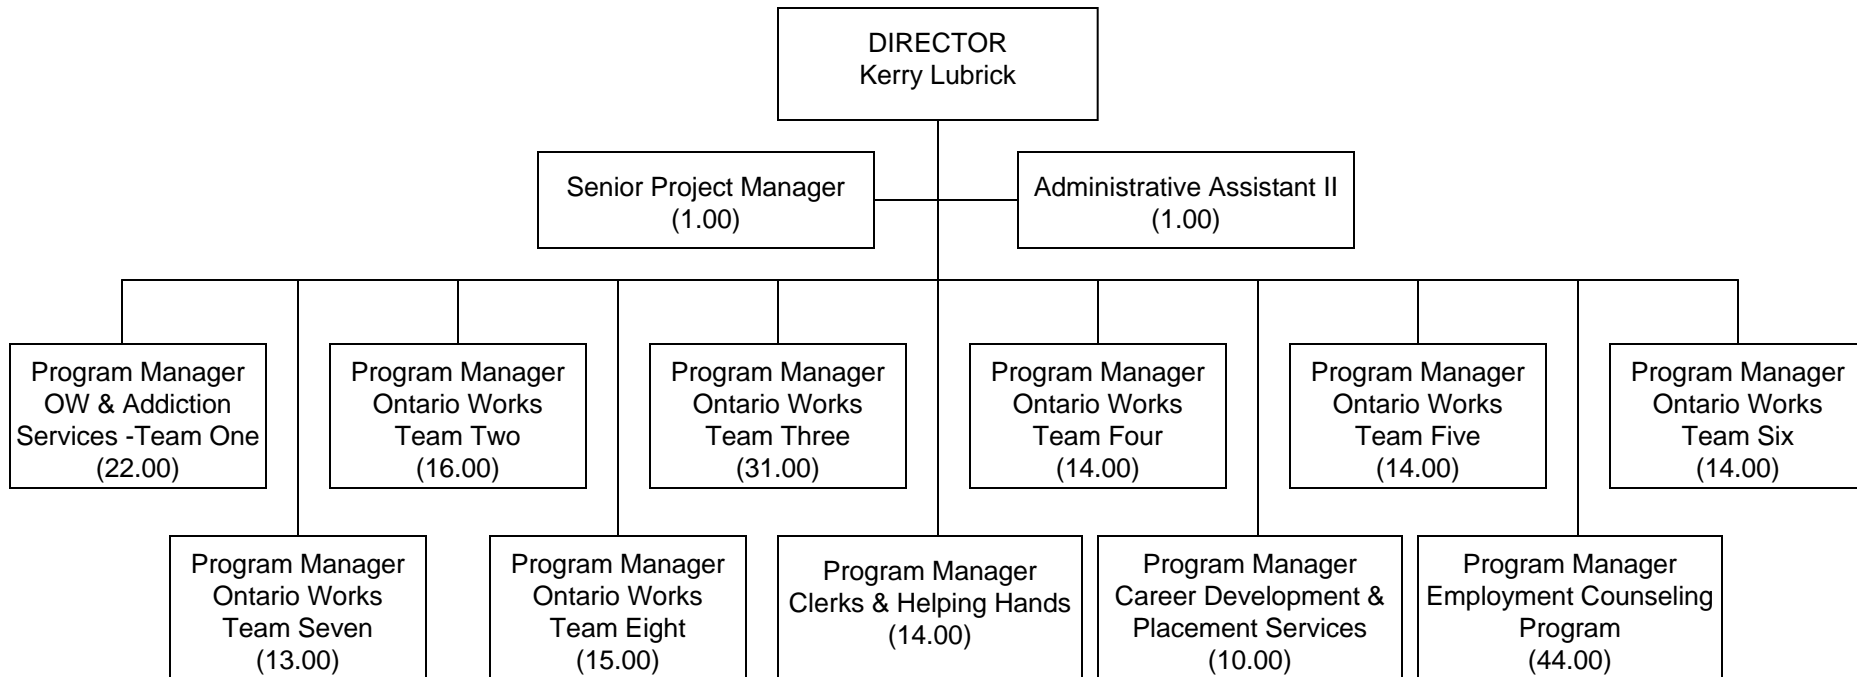 DIRECTOR
Kerry Lubrick
Senior Project Manager
(1.00)
Administrative Assistant II
(1.00)
Program Manager
OW & Addiction
Services -Team One
(22.00)
Program Manager
Ontario Works
Team Two
(16.00)
Program Manager
Ontario Works
Team Three
(31.00)
Program Manager
Ontario Works
Team Four
(14.00)
Program Manager
Ontario Works
Team Five
(14.00)
Program Manager
Ontario Works
Team Six
(14.00)
Program Manager
Ontario Works
Team Seven
(13.00)
Program Manager
Ontario Works
Team Eight
(15.00)
Program Manager
Clerks & Helping Hands
(14.00)
Program Manager
Career Development &
Placement Services
(10.00)
Program Manager
Employment Counseling
Program
(44.00)